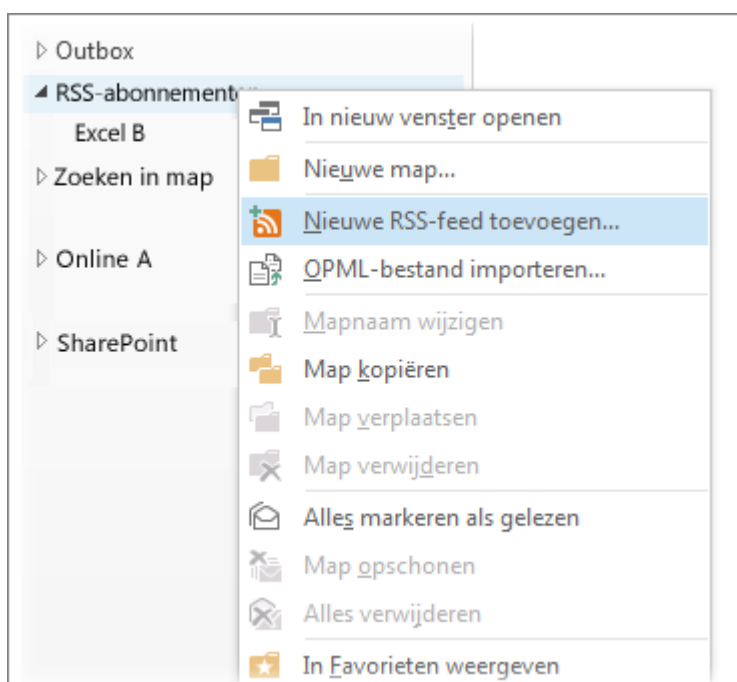 Outbox
RSS-abonnementen
Excel B
Zoeken in map
Online A
SharePoint
In nieuw venster openen
Nieuwe map...
Nieuwe RSS-feed toevoegen...
OPML-bestand importeren...
Mapnaam wijzigen
Map kopiëren
Map verplaatsen
Map verwijderen
Alles markeren als gelezen
Map opschonen
Alles verwijderen
In Favorieten weergeven